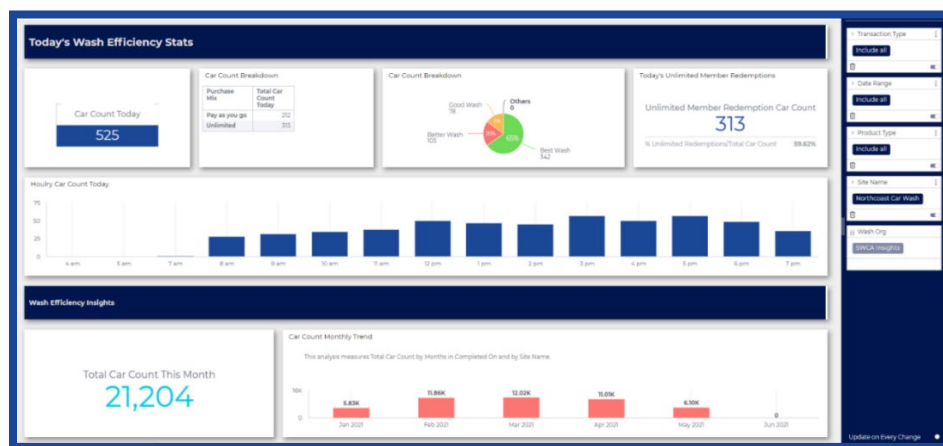 Today's Wash Efficiency Stats
Car Count Today
525
Car Count Breakdown
Purchase Mix
Total Car Count Today
Pay as you go 212
Unlimited 313
Car Count Breakdown
Others
0
Good Wash
78
Better Wash
105
20%
65%
Best Wash
342
Today's Unlimited Member Redemptions
Unlimited Member Redemption Car Count
313
% Unlimited Redemptions/Total Car Count 59.62%
Houlry Car Count Today
75
50
25
0
4 am 5 am 7 am 8 am 9 am 10 am 11 am 12 pm 1 pm 2 pm 3 pm 4 pm 5 pm 6 pm 7 pm
Wash Efficiency Insights
Total Car Count This Month
21,204
Car Count Monthly Trend
This analysis measures Total Car Count by Months in Completed On and by Site Name
16K
0
5.83K 11.86K 12.02K 11.01K 6.10K 0
Jan 2021 Feb 2021 Mar 2021 Apr 2021 May 2021 Jun 2021
Transaction Type
Include all
Date Range
Include all
Product Type
Include all
Site Name
Northcoast Car Wash
Wash Org
SWCA Insights
Update on Every Change